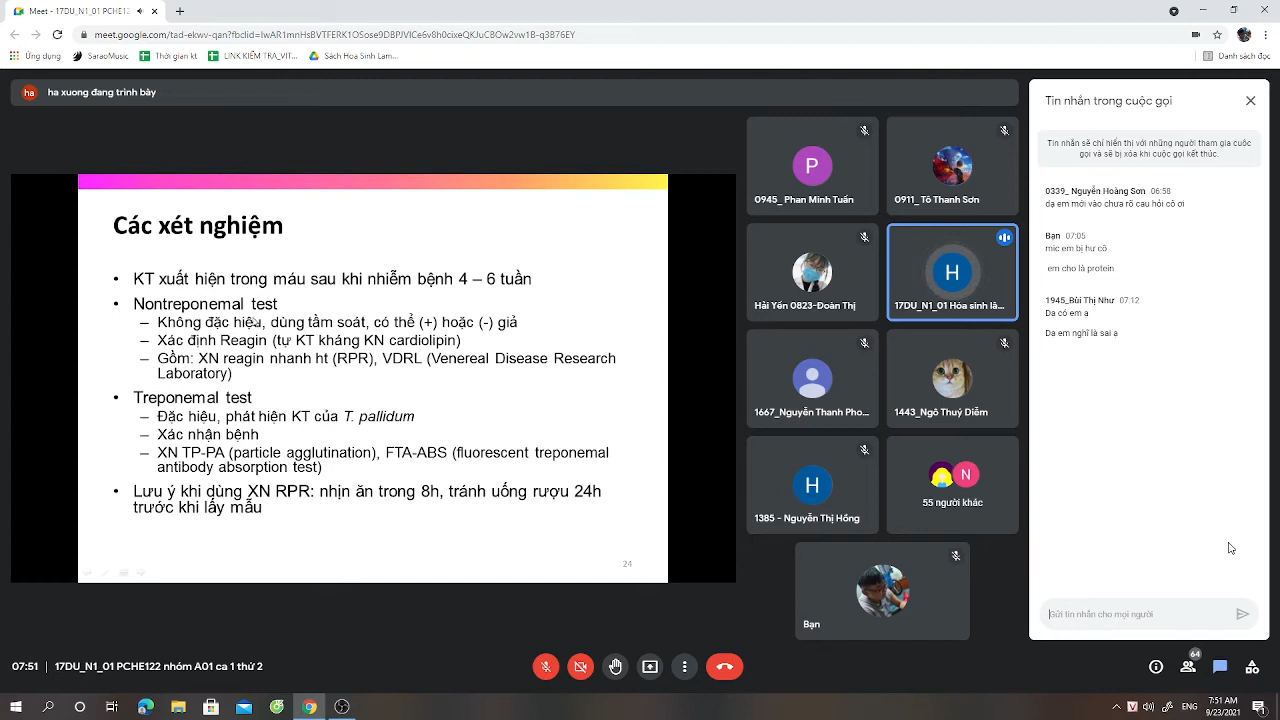 Meet - 17DU_N1_01 PCHE12
meet.google.com/tad-ekwv-qan?fbclid=IwAR1mnHsBVTFERK1OSose9DBPJVICe6v8h0cixeQKJuCBOw2vw1B-q3B76EY
Ứng dụng
SaraoMusic
Thời gian kt
LINK KIỂM TRA_VIT...
Sách Hoa Sinh Lam...
Danh sách đọc
ha
ha xuong đang trình bày
Các xét nghiệm
• KT xuất hiện trong máu sau khi nhiễm bệnh 4 – 6 tuần
• Nontreponemal test
– Không đặc hiệu, dùng tầm soát, có thể (+) hoặc (-) giả
– Xác định Reagin (tự KT kháng KN cardiolipin)
– Gồm: XN reagin nhanh ht (RPR), VDRL (Venereal Disease Research
Laboratory)
• Treponemal test
– Đặc hiệu, phát hiện KT của T. pallidum
– Xác nhận bệnh
– XN TP-PA (particle agglutination), FTA-ABS (fluorescent treponemal
antibody absorption test)
• Lưu ý khi dùng XN RPR: nhịn ăn trong 8h, tránh uống rượu 24h
trước khi lấy mẫu
24
P
0945_ Phan Minh Tuấn
0911_ Tô Thanh Sơn
Hải Yến 0823-Đoàn Thị
H
17DU_N1_01 Hóa sinh lâ...
1667_Nguyễn Thanh Pho...
1443_Ngô Thuý Diễm
H
1385 - Nguyễn Thị Hồng
N
55 người khác
Bạn
Tin nhắn trong cuộc gọi
Tin nhắn sẽ chỉ hiển thị với những người tham gia cuộc
gọi và sẽ bị xóa khi cuộc gọi kết thúc.
0339_ Nguyễn Hoàng Sơn 06:58
dạ em mới vào chưa rõ câu hỏi cô ơi
Bạn 07:05
mic em bị hư cô
em cho là protein
1945_Bùi Thị Như 07:12
Dạ có em ạ
Dạ em nghĩ là sai ạ
Gửi tin nhắn cho mọi người
07:51 | 17DU_N1_01 PCHE122 nhóm A01 ca 1 thứ 2
64
V
7:51 AM
9/23/2021